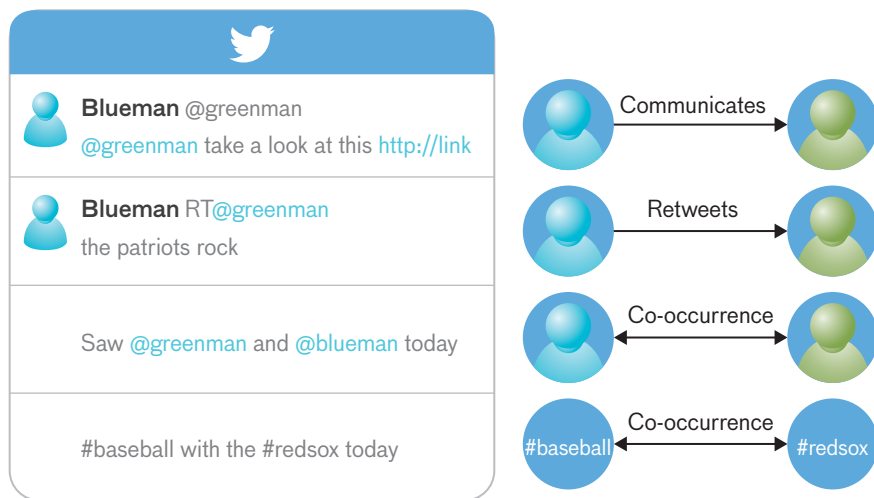 Blueman @greenman
@greenman take a look at this http://link
Communicates
Blueman RT@greenman
the patriots rock
Retweets
Saw @greenman and @blueman today
Co-occurrence
#baseball with the #redsox today
Co-occurrence
#baseball
#redsox